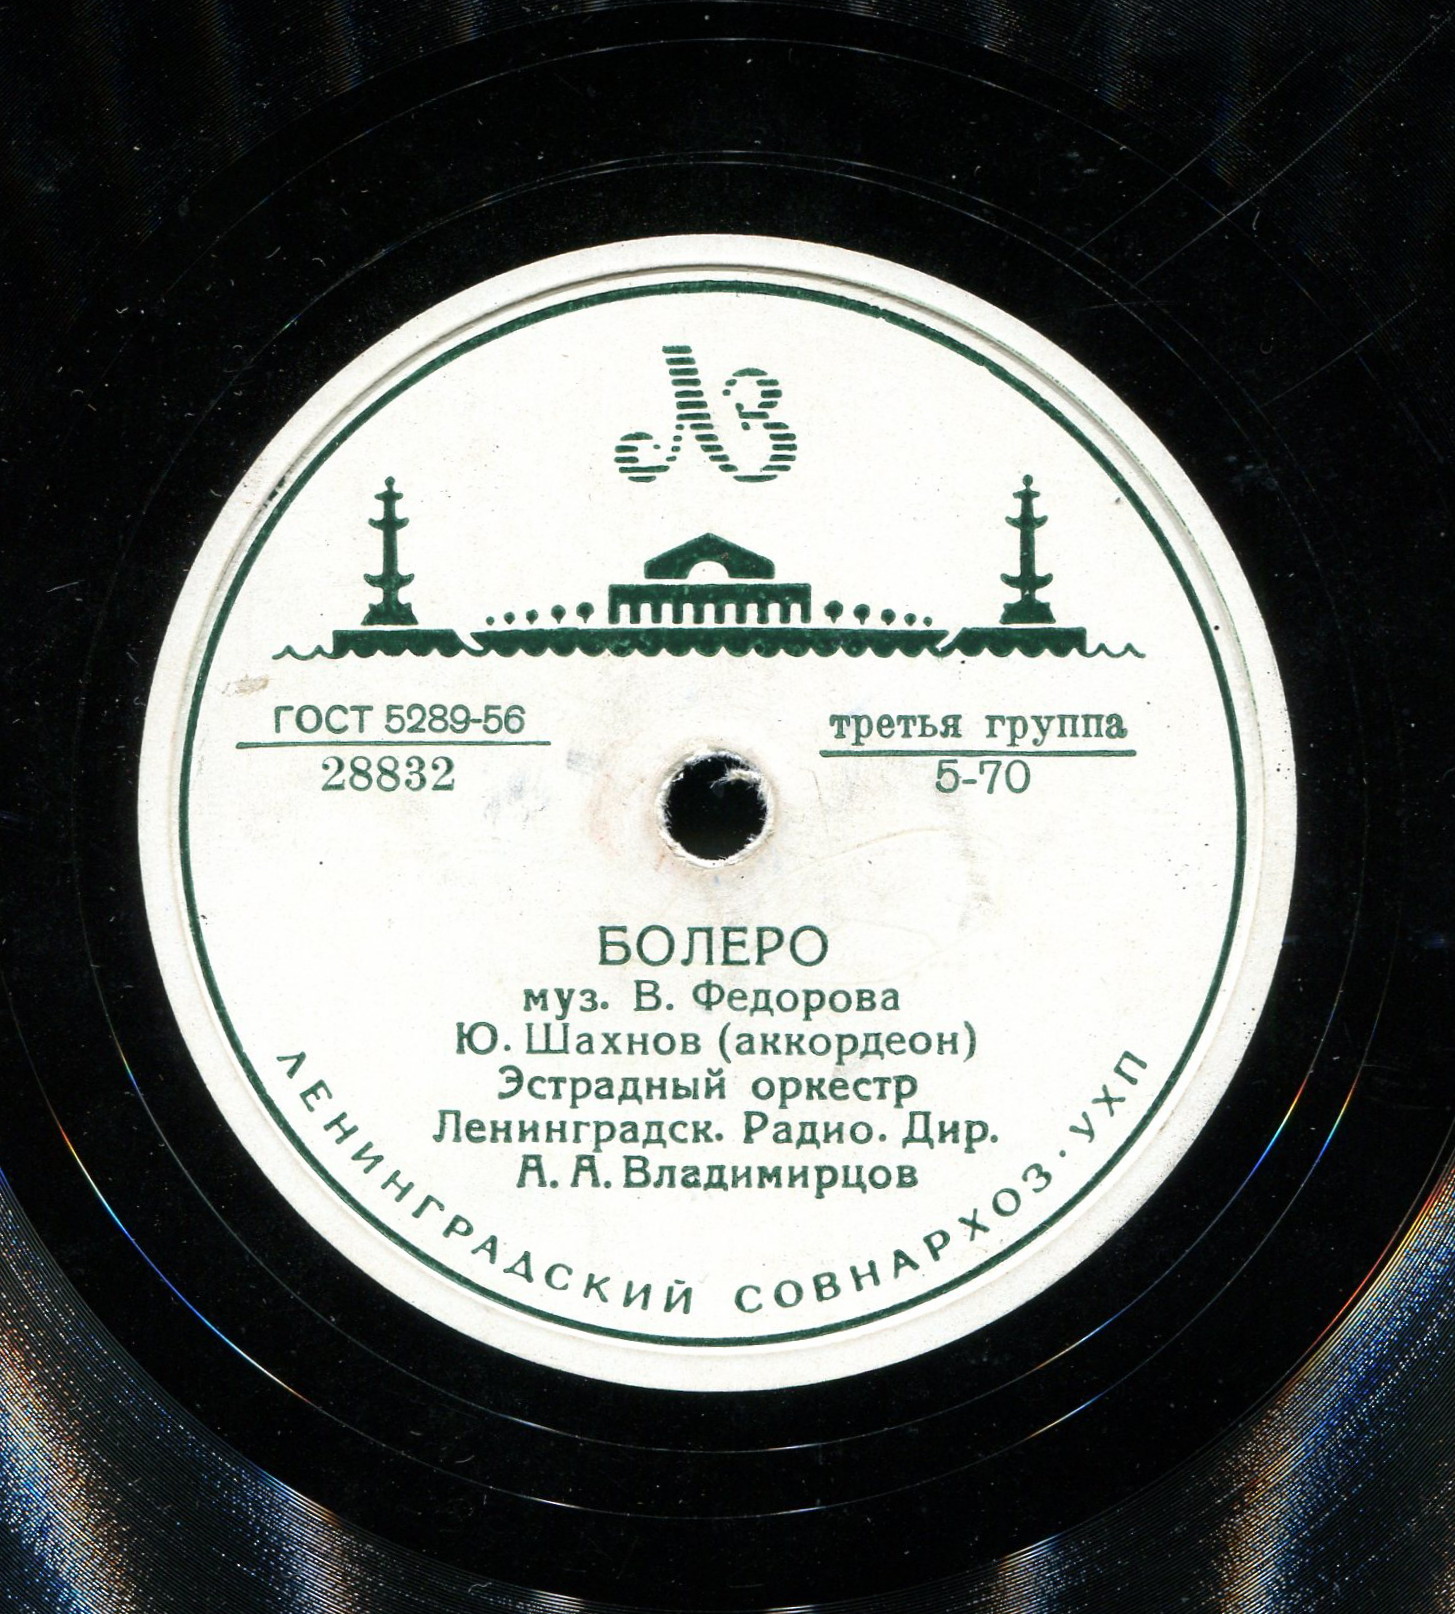 ЛЗ
ГОСТ 5289-56
28832
третья группа
5-70
БОЛЕРО
муз. В. Федорова
Ю. Шахнов (аккордеон)
Эстрадный оркестр
Ленинградск. Радио. Дир.
А. А. Владимирцов
ЛЕНИНГРАДСКИЙ СОВНАРХОЗ · УХП